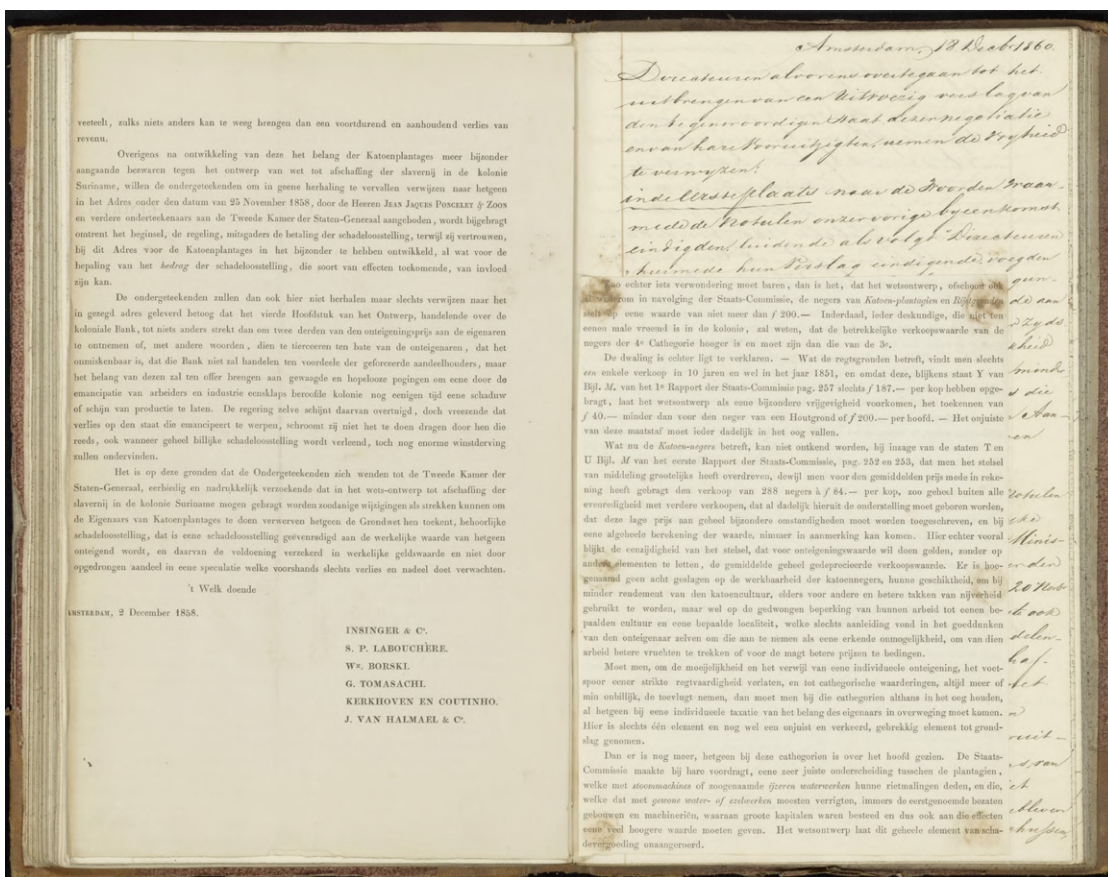 veeteelt, zulks niets anders kan te weeg brengen dan een voortdurend en aanhoudend verlies van
revenu.
Overigens na ontwikkeling van deze het belang der Katoenplantages meer bijzonder
aangaande bezwaren tegen het ontwerp van wet tot afschaffing der slavernij in de kolonie
Suriname, willen de ondergeteekenden om in geene herhaling te vervallen verwijzen naar hetgeen
in het Adres onder den datum van 25 November 1858, door de Heeren JEAN JAQUES PONCELET & ZOON
en verdere onderteekenaars aan de Tweede Kamer der Staten-Generaal aangeboden, wordt bijgebragt
omtrent het beginsel, de regeling, mitsgaders de betaling der schadeloosstelling, terwijl zij vertrouwen,
bij dit Adres voor de Katoenplantages in het bijzonder te hebben ontwikkeld, al wat voor de
bepaling van het bedrag der schadeloosstelling, die soort van effecten toekomende, van invloed
zijn kan.
De ondergeteekenden zullen dan ook hier niet herhalen maar slechts verwijzen naar het
in gezegd adres geleverd betoog dat het vierde Hoofdstuk van het Ontwerp, handelende over de
koloniale Bank, tot niets anders strekt dan om twee derden van den onteigeningsprijs aan de eigenaren
te ontnemen of, met andere woorden, dien te tierceeren ten bate van de onteigenaren, dat het
onmiskenbaar is, dat die Bank niet zal handelen ten voordeele der geforceerde aandeelhouders, maar
het belang van dezen zal ten offer brengen aan gewaagde en hopelooze pogingen om eene door de
emancipatie van arbeiders en industrie eensklaps beroofde kolonie nog eenigen tijd eene schaduw
of schijn van productie te laten. De regering zelve schijnt daarvan overtuigd, doch vreezende dat
verlies op den staat die emancipeert te werpen, schroomt zij niet het te doen dragen door hen die
reeds, ook wanneer geheel billijke schadeloosstelling wordt verleend, toch nog enorme winstderving
zullen ondervinden.
Het is op deze gronden dat de Ondergeteekenden zich wenden tot de Tweede Kamer der
Staten-Generaal, eerbiedig en nadrukkelijk verzoekende dat in het wets-ontwerp tot afschaffing der
slavernij in de kolonie Suriname mogen gebragt worden zoodanige wijzigingen als strekken kunnen om
de Eigenaars van Katoenplantages te doen verwerven hetgeen de Grondwet hen toekent, behoorlijke
schadeloosstelling, dat is eene schadeloosstelling geëvenredigd aan de werkelijke waarde van hetgeen
onteigend wordt, en daarvan de voldoening verzekerd in werkelijke geldswaarde en niet door
opgedrongen aandeel in eene speculatie welke voorshands slechts verlies en nadeel doet verwachten.
't Welk doende
AMSTERDAM, 2 December 1858.
INSINGER & Co.
S. P. LABOUCHÈRE.
Wm. BORSKI.
G. TOMASACHI.
KERKHOVEN EN COUTINHO.
J. VAN HALMAEL & Co.
Amsterdam, 18 Decb 1860.
Directeuren alvorens overtegaan tot het
uitbrengen van een Uitvoerig verslag van
den tegenwoordigen staat dezer negotiatie
en van hare vooruitzigten, nemen de vryheid
te verwyzen:
in de Eerste plaats naar de Woorden waar-
mede de Notulen onzer vorige byeenkomst
eindigden, luidende als volgt "Directeuren
hiermede hun Verslag eindigende voegden
Zoo echter iets verwondering moet baren, dan is het, dat het wetsontwerp, ofschoon ook
alweder om in navolging der Staats-Commissie, de negers van Katoen-plantagien en Rijstgronden
stelt op eene waarde van niet meer dan f 200.— Inderdaad, ieder deskundige, die niet ten
eenen male vreemd is in de kolonie, zal weten, dat de betrekkelijke verkoopswaarde van de
negers der 4e Cathegorie hooger is en moet zijn dan die van de 3e.
De dwaling is echter ligt te verklaren. — Wat de regtsgronden betreft, vindt men slechts
een enkele verkoop in 10 jaren en wel in het jaar 1851, en omdat deze, blijkens staat Y van
Bijl. M. van het 1e Rapport der Staats-Commissie pag. 257 slechts f 187.— per kop hebben opge-
bragt, laat het wetsontwerp als eene bijzondere vrijgevigheid voorkomen, het toekennen van
f 40.— minder dan voor den neger van een Houtgrond of f 200.— per hoofd. — Het onjuiste
van deze maatstaf moet ieder dadelijk in het oog vallen.
Wat nu de Katoen-negers betreft, kan niet ontkend worden, bij inzage van de staten T en
U Bijl. M van het eerste Rapport der Staats-Commissie, pag. 252 en 253, dat men het stelsel
van middeling grootelijks heeft overdreven, dewijl men voor den gemiddelden prijs mede in reke-
ning heeft gebragt den verkoop van 288 negers à f 84.— per kop, zoo geheel buiten alle
evenredigheid met verdere verkoopen, dat al dadelijk hieruit de onderstelling moet geboren worden,
dat deze lage prijs aan geheel bijzondere omstandigheden moet worden toegeschreven, en bij
eene algeheele berekening der waarde, nimmer in aanmerking kan komen. Hier echter vooral
blijkt de eenzijdigheid van het stelsel, dat voor onteigeningswaarde wil doen gelden, zonder op
andere elementen te letten, de gemiddelde geheel gedeprecieerde verkoopswaarde. Er is hoe-
genaamd geen acht geslagen op de werkbaarheid der katoennegers, hunne geschiktheid, om bij
minder rendement van den katoencultuur, elders voor andere en betere takken van nijverheid
gebruikt te worden, maar wel op de gedwongen beperking van hunnen arbeid tot eenen be-
paalden cultuur en eene bepaalde localiteit, welke slechts aanleiding vond in het goeddunken
van den onteigenaar zelven om die aan te nemen als eene erkende onmogelijkheid, om van dien
arbeid betere vruchten te trekken of voor de magt betere prijzen te bedingen.
Moet men, om de moeijelijkheid en het verwijl van eene individueele onteigening, het voet-
spoor eener strikte regtvaardigheid verlaten, en tot cathegorische waarderingen, altijd meer of
min onbillijk, de toevlugt nemen, dan moet men bij die cathegorien althans in het oog houden,
al hetgeen bij eene individueele taxatie van het belang des eigenaars in overweging moet komen.
Hier is slechts één element en nog wel een onjuist en verkeerd, gebrekkig element tot grond-
slag genomen.
Dan er is nog meer, hetgeen bij deze cathegorien is over het hoofd gezien. De Staats-
Commissie maakte bij hare voordragt, eene zeer juiste onderscheiding tusschen de plantagien,
welke met stoommachines of zoogenaamde ijzeren waterwerken hunne rietmalingen deden, en die,
welke dat met gewone water- of ezelwerken moesten verrigten, immers de eerstgenoemde bezaten
gebouwen en machineriën, waaraan groote kapitalen waren besteed en dus ook aan die effecten
eene veel hoogere waarde moeten geven. Het wetsontwerp laat dit geheele element van scha-
devergoeding onaangeroerd.